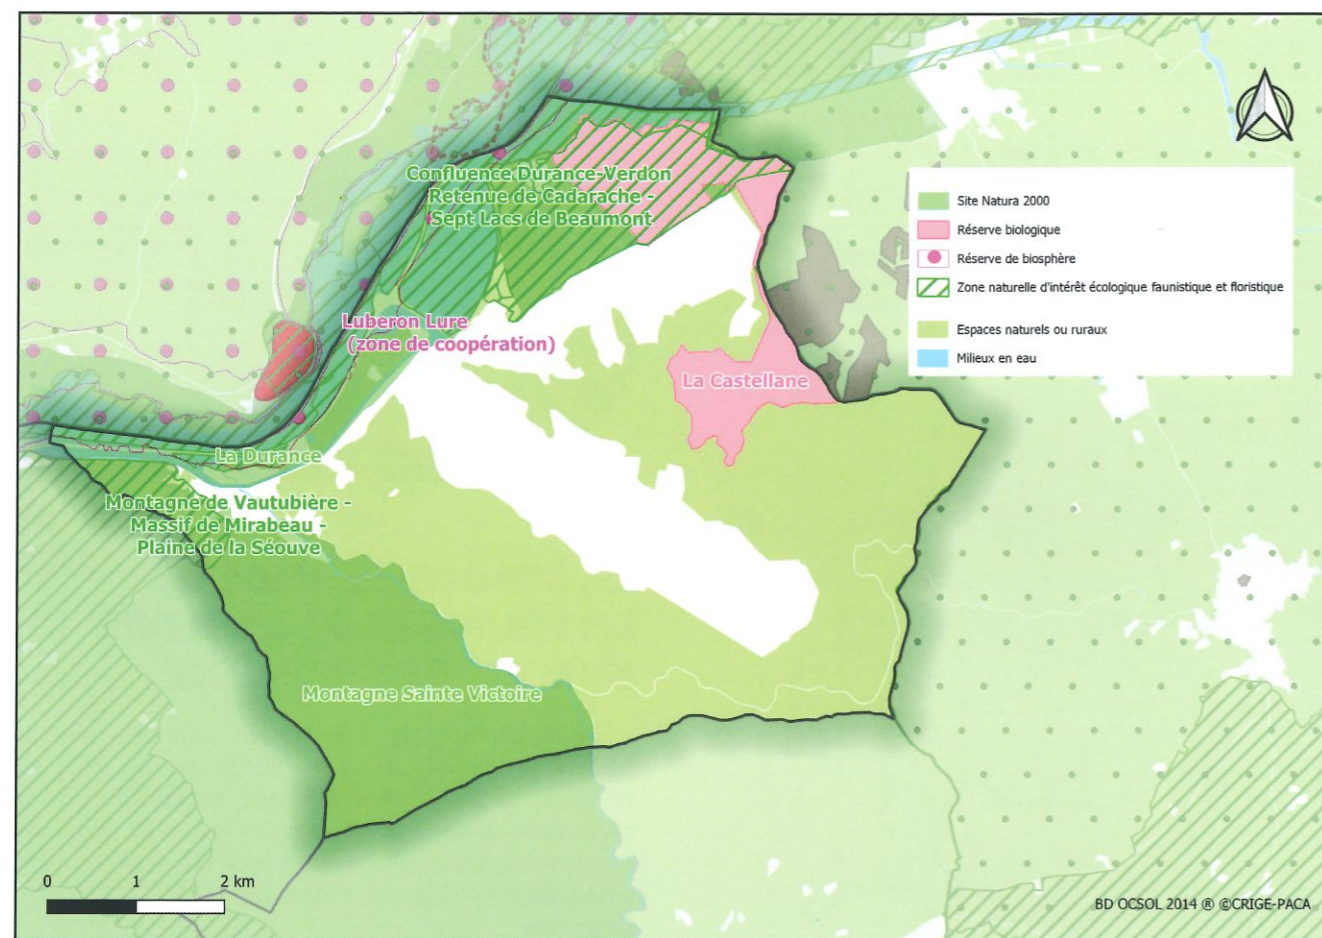 Confluence Durance-Verdon
Retenue de Cadarache -
Sept Lacs de Beaumont
Luberon Lure
(zone de coopération)
La Castellane
La Durance
Montagne de Vautubière -
Massif de Mirabeau -
Plaine de la Séouve
Montagne Sainte Victoire
Site Natura 2000
Réserve biologique
Réserve de biosphère
Zone naturelle d'intérêt écologique faunistique et floristique
Espaces naturels ou ruraux
Milieux en eau
0 1 2 km
BD OCSOL 2014 ® ©CRIGE-PACA